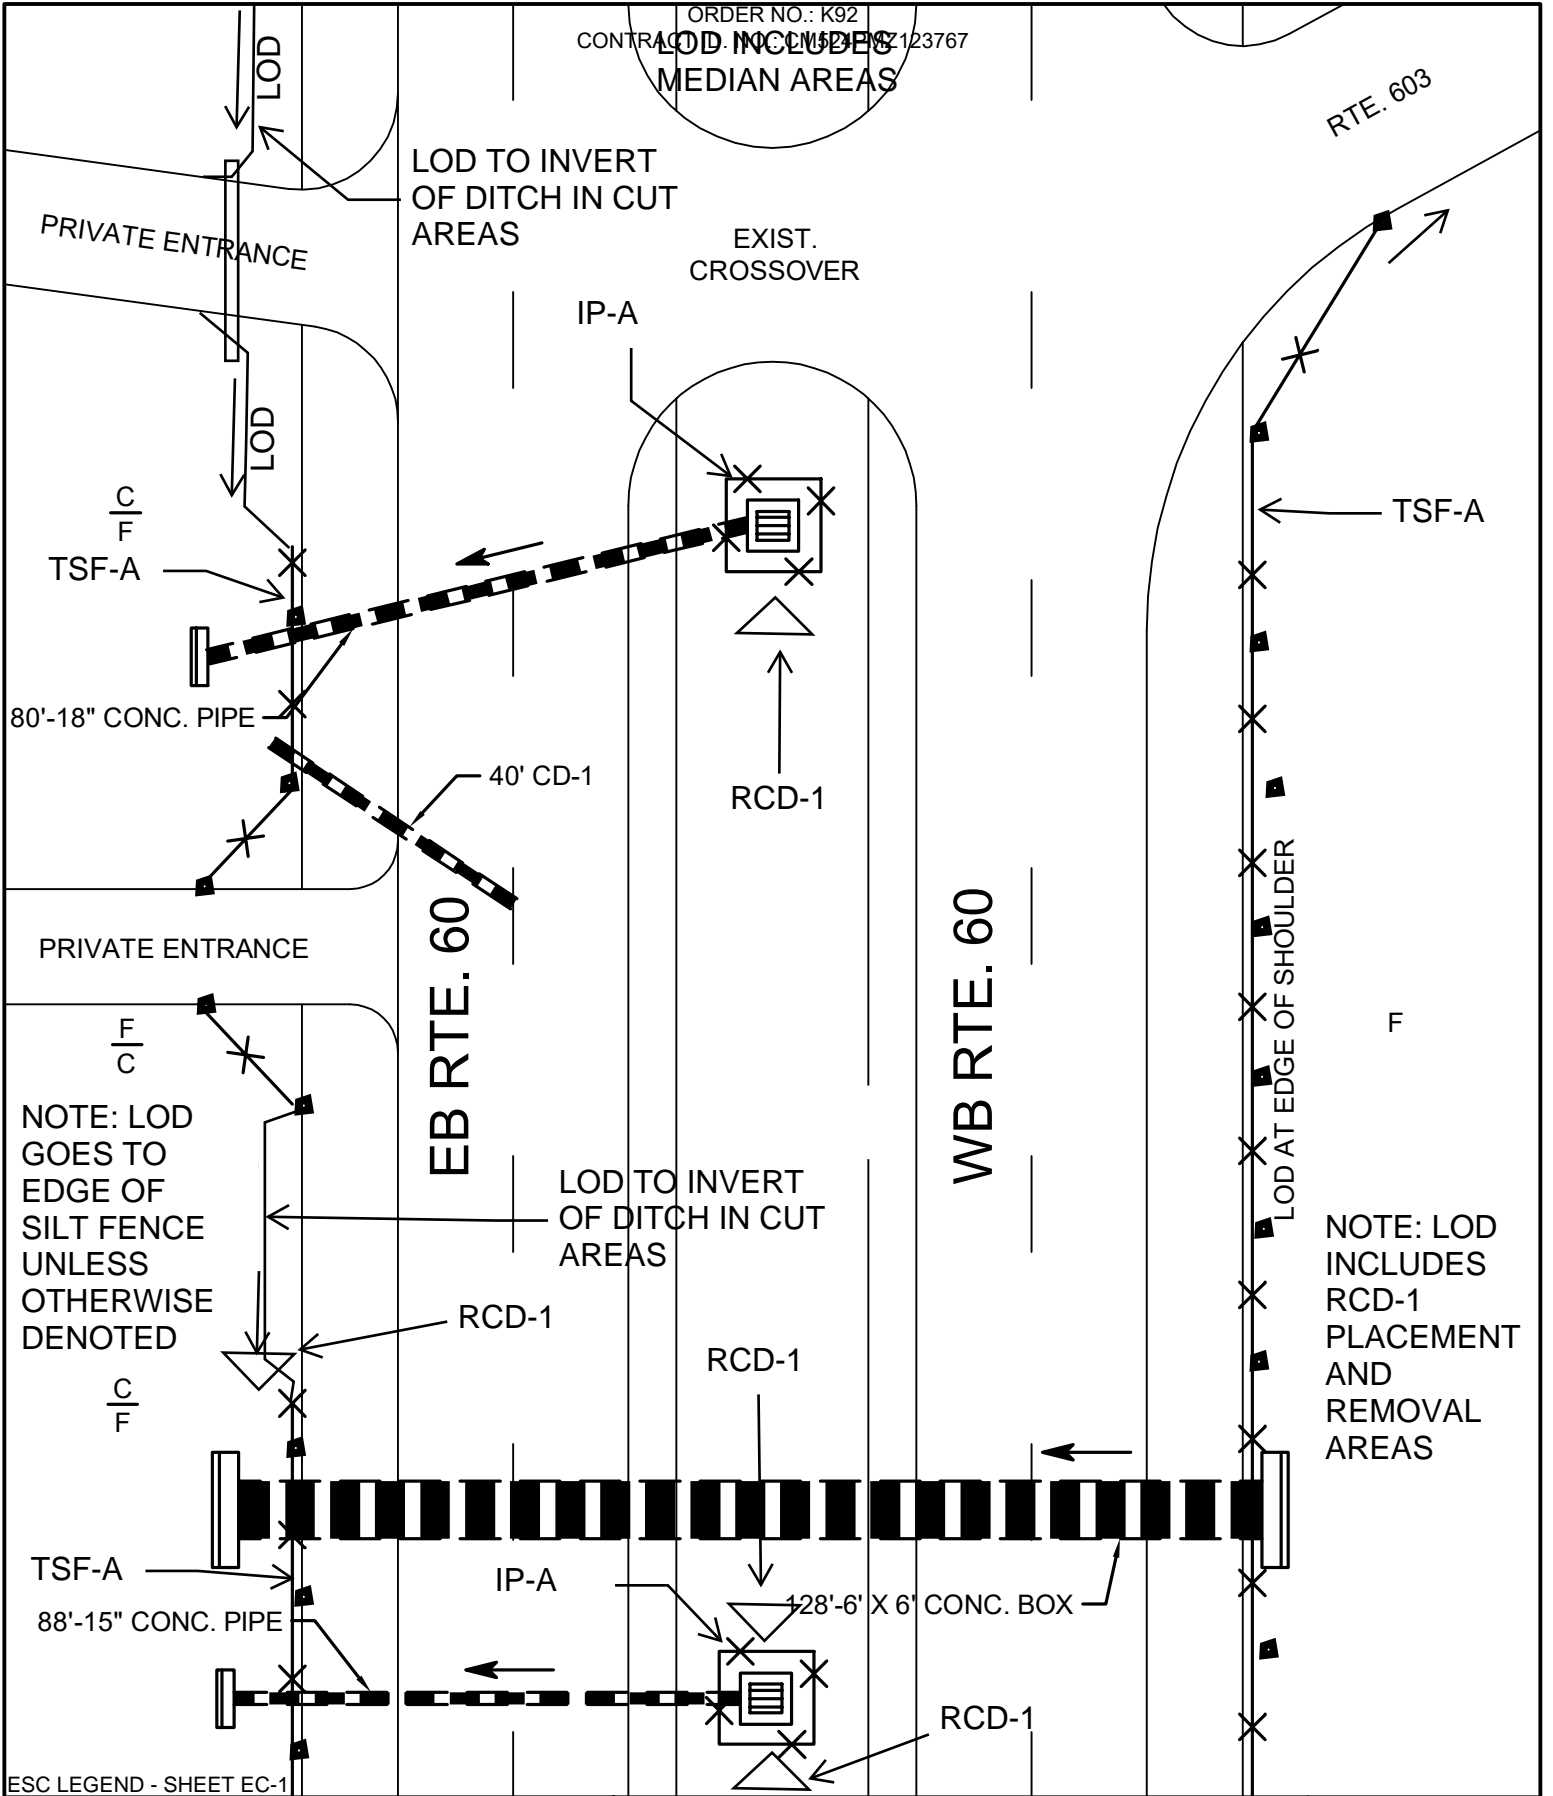 ORDER NO.: K92
CONTRACT ID. NO.: CM524PMZ123767
LOD INCLUDES
MEDIAN AREAS
LOD
RTE. 603
LOD TO INVERT
OF DITCH IN CUT
AREAS
PRIVATE ENTRANCE
EXIST.
CROSSOVER
IP-A
LOD
C
F
TSF-A
TSF-A
80'-18" CONC. PIPE
40' CD-1
RCD-1
EB RTE. 60
WB RTE. 60
LOD AT EDGE OF SHOULDER
PRIVATE ENTRANCE
F
C
F
NOTE: LOD
GOES TO
EDGE OF
SILT FENCE
UNLESS
OTHERWISE
DENOTED
LOD TO INVERT
OF DITCH IN CUT
AREAS
NOTE: LOD
INCLUDES
RCD-1
PLACEMENT
AND
REMOVAL
AREAS
RCD-1
RCD-1
C
F
TSF-A
IP-A
128'-6' X 6' CONC. BOX
88'-15" CONC. PIPE
RCD-1
ESC LEGEND - SHEET EC-1